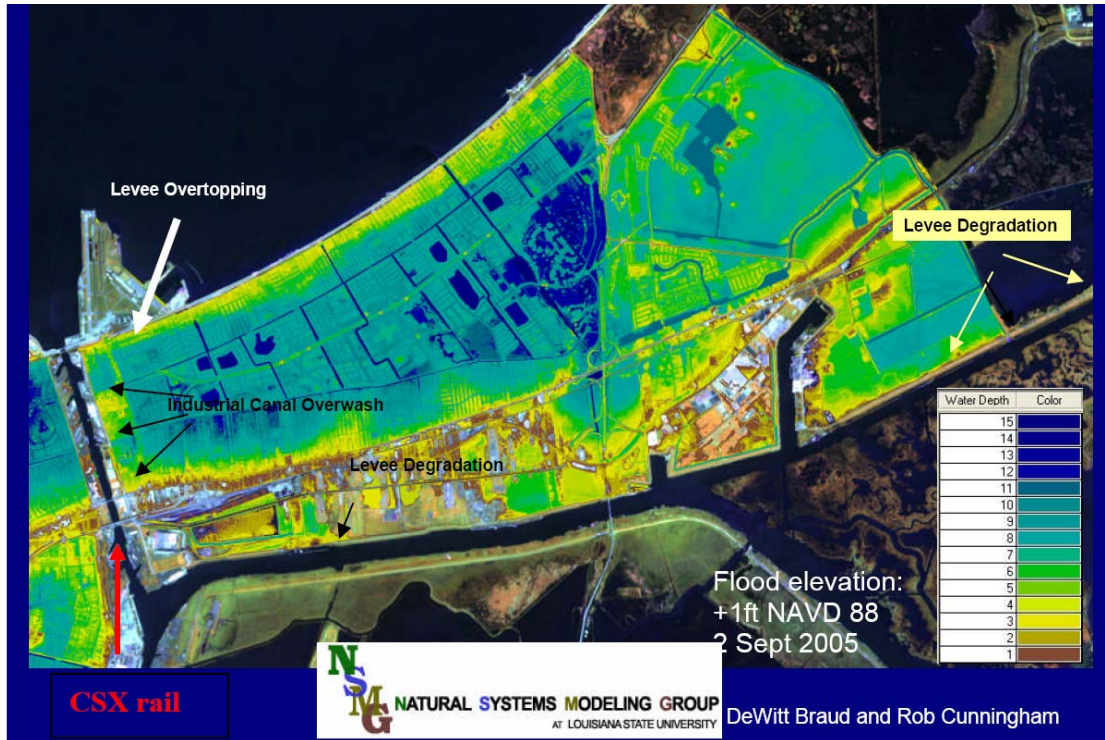 Levee Overtopping
Levee Degradation
Industrial Canal Overwash
Levee Degradation
Water Depth Color
15
14
13
12
11
10
9
8
7
6
5
4
3
2
1
Flood elevation:
+1ft NAVD 88
2 Sept 2005
CSX rail
NSMG
NATURAL SYSTEMS MODELING GROUP
AT LOUISIANA STATE UNIVERSITY
DeWitt Braud and Rob Cunningham